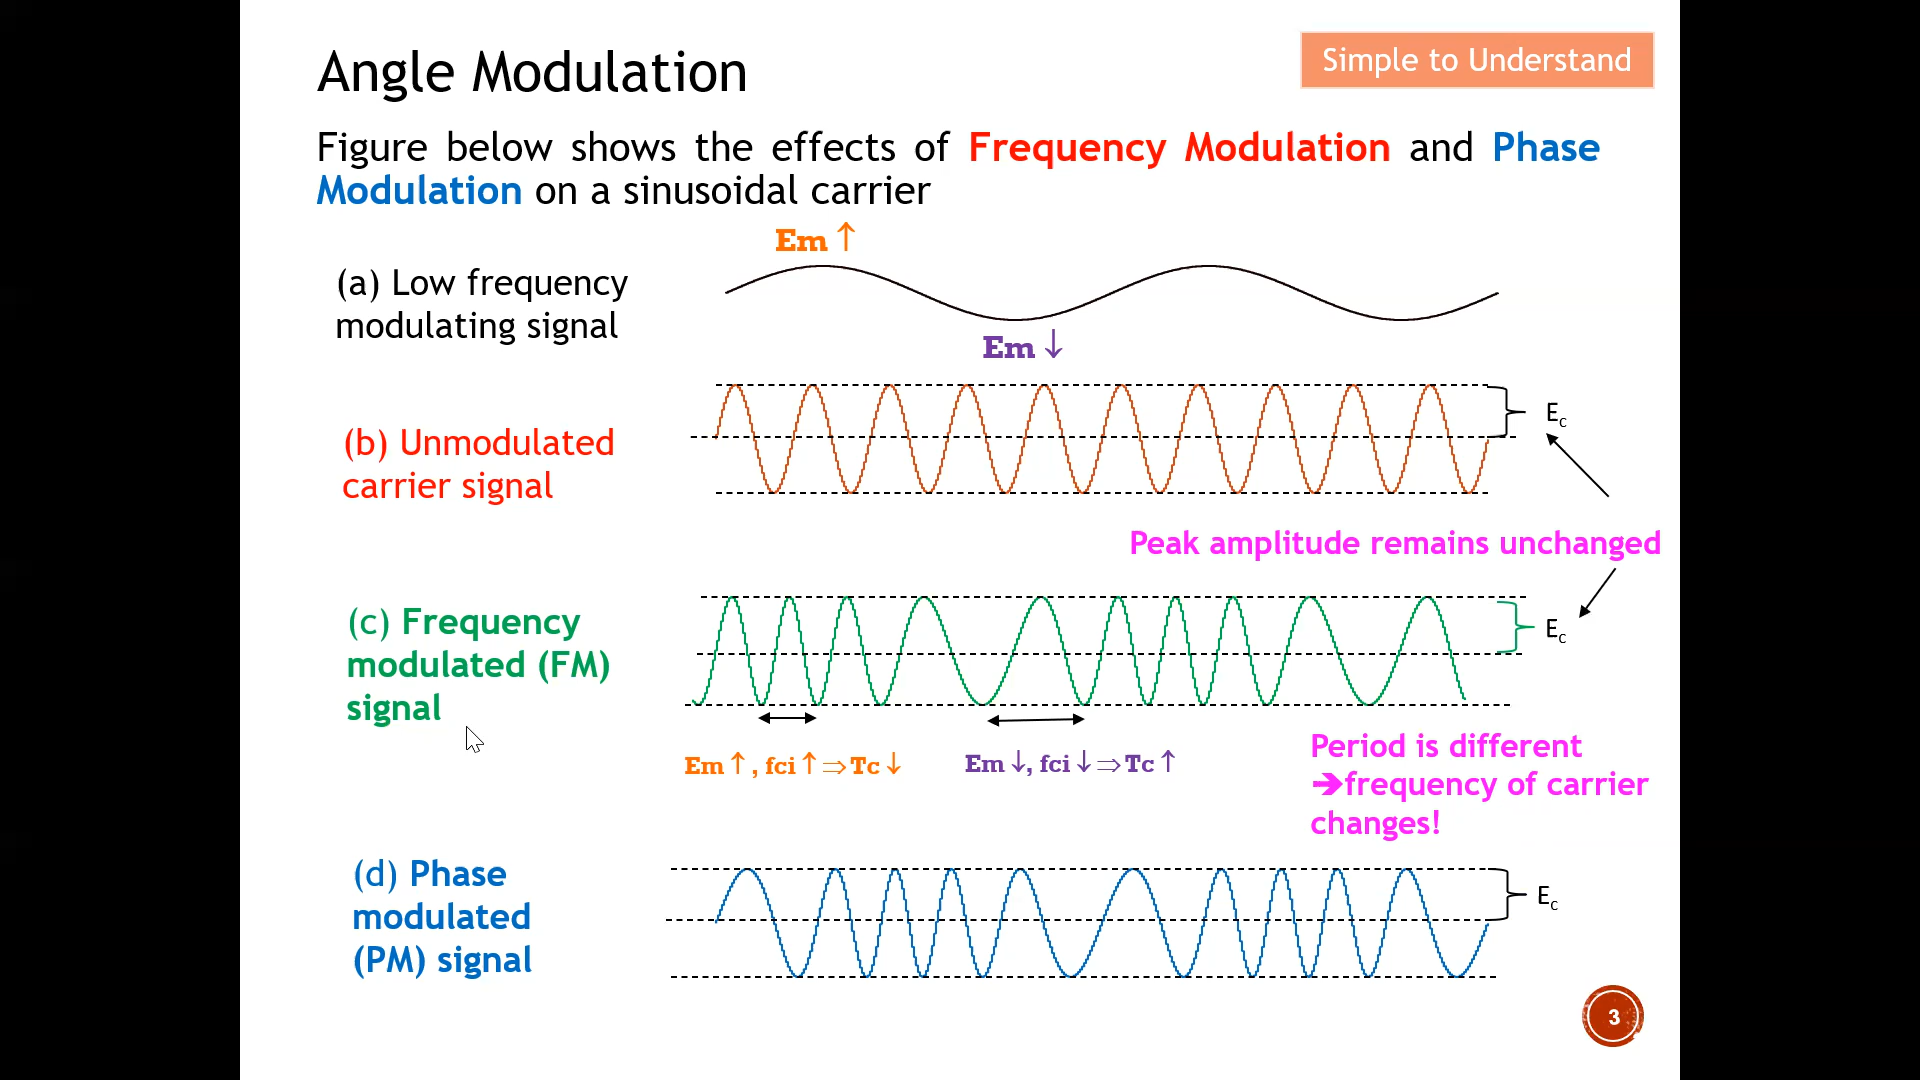 Angle Modulation
Simple to Understand
Figure below shows the effects of Frequency Modulation and Phase
Modulation on a sinusoidal carrier
Em ↑
(a) Low frequency
modulating signal
Em ↓
(b) Unmodulated
carrier signal
Ec
Peak amplitude remains unchanged
(c) Frequency
modulated (FM)
signal
Ec
Em ↑ , fci ↑ ⇒ Tc ↓
Em ↓, fci ↓ ⇒ Tc ↑
Period is different
➔frequency of carrier
changes!
(d) Phase
modulated
(PM) signal
Ec
3